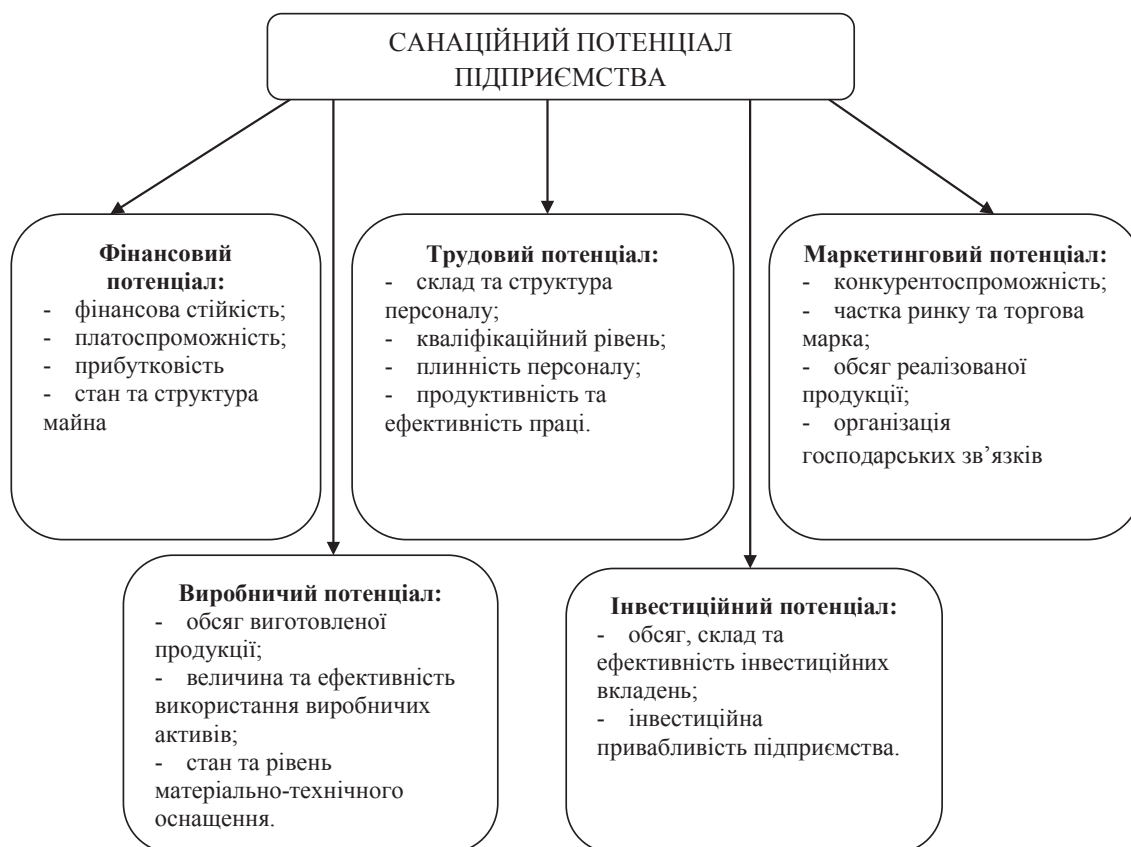 САНАЦІЙНИЙ ПОТЕНЦІАЛ
ПІДПРИЄМСТВА
Фінансовий
потенціал:
- фінансова стійкість;
- платоспроможність;
- прибутковість
- стан та структура
майна
Трудовий потенціал:
- склад та структура
персоналу;
- кваліфікаційний рівень;
- плинність персоналу;
- продуктивність та
ефективність праці.
Маркетинговий потенціал:
- конкурентоспроможність;
- частка ринку та торгова
марка;
- обсяг реалізованої
продукції;
- організація
господарських зв’язків
Виробничий потенціал:
- обсяг виготовленої
продукції;
- величина та ефективність
використання виробничих
активів;
- стан та рівень
матеріально-технічного
оснащення.
Інвестиційний потенціал:
- обсяг, склад та
ефективність інвестиційних
вкладень;
- інвестиційна
привабливість підприємства.